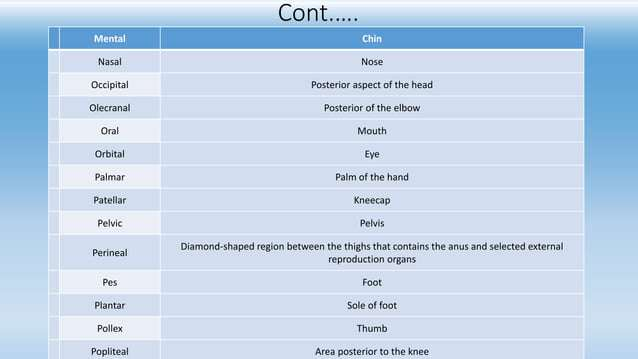 Cont.....
Mental Chin
Nasal Nose
Occipital Posterior aspect of the head
Olecranal Posterior of the elbow
Oral Mouth
Orbital Eye
Palmar Palm of the hand
Patellar Kneecap
Pelvic Pelvis
Perineal Diamond-shaped region between the thighs that contains the anus and selected external
reproduction organs
Pes Foot
Plantar Sole of foot
Pollex Thumb
Popliteal Area posterior to the knee